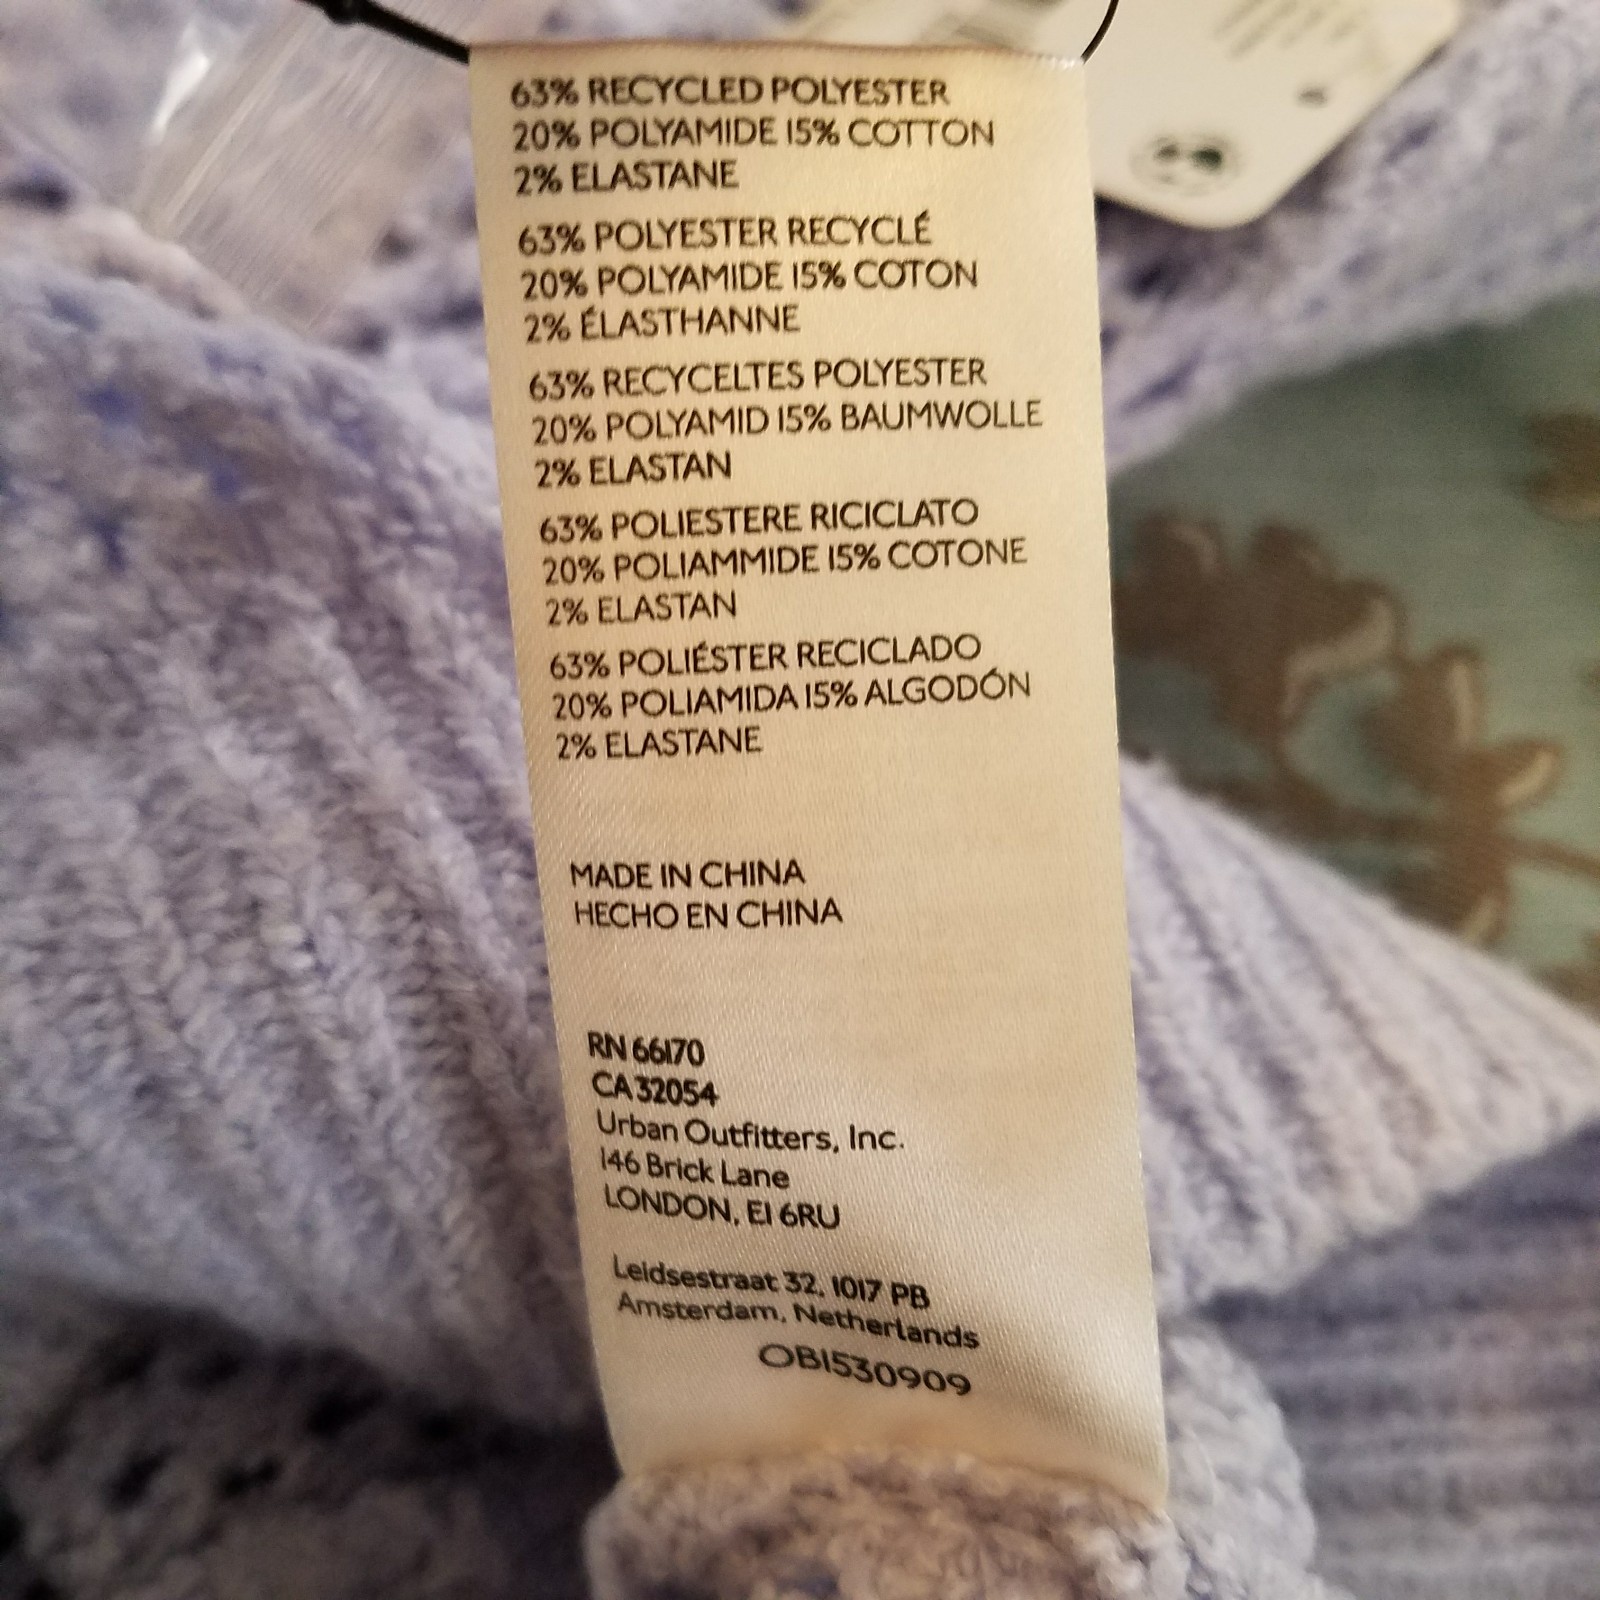 63% RECYCLED POLYESTER
20% POLYAMIDE 15% COTTON
2% ELASTANE
63% POLYESTER RECYCLÉ
20% POLYAMIDE 15% COTON
2% ÉLASTHANNE
63% RECYCELTES POLYESTER
20% POLYAMID 15% BAUMWOLLE
2% ELASTAN
63% POLIESTERE RICICLATO
20% POLIAMMIDE 15% COTONE
2% ELASTAN
63% POLIÉSTER RECICLADO
20% POLIAMIDA 15% ALGODÓN
2% ELASTANE
MADE IN CHINA
HECHO EN CHINA
RN 66170
CA 32054
Urban Outfitters, Inc.
146 Brick Lane
LONDON, E1 6RU
Leidsestraat 32, 1017 PB
Amsterdam, Netherlands
OB1530909